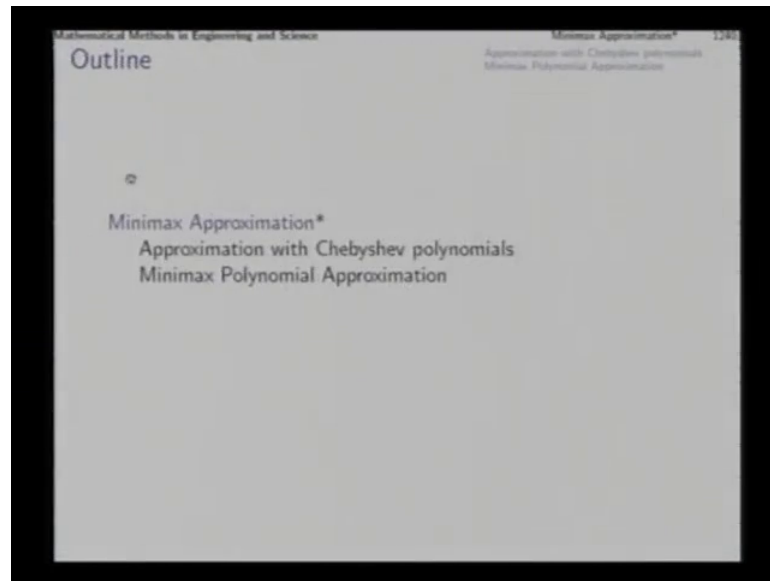 Mathematical Methods in Engineering and Science
Minimax Approximation*
1240,
Outline
Approximation with Chebyshev polynomials
Minimax Polynomial Approximation
Minimax Approximation*
Approximation with Chebyshev polynomials
Minimax Polynomial Approximation